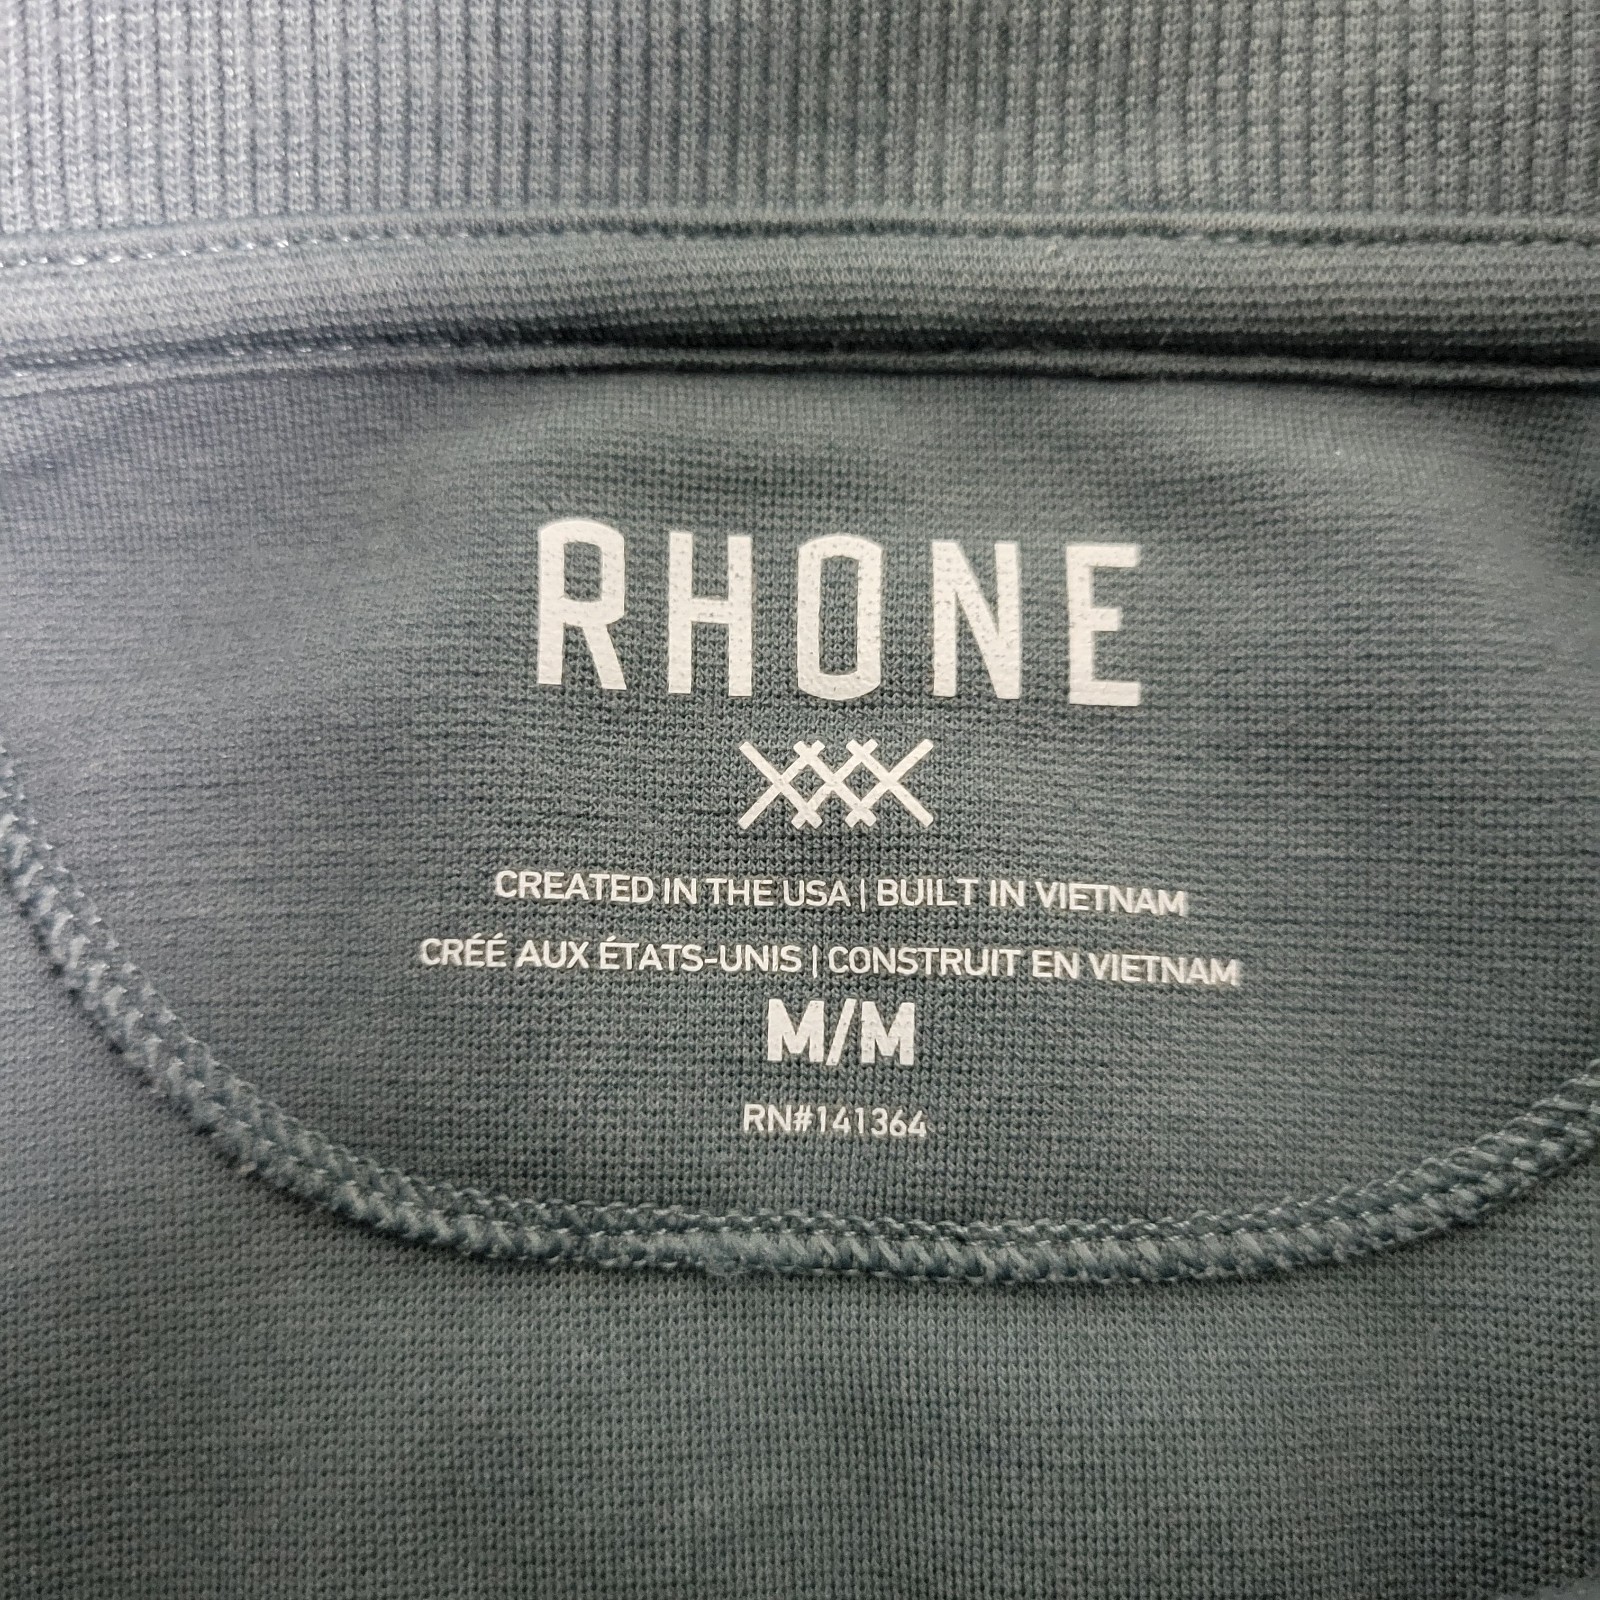 RHONE
CREATED IN THE USA | BUILT IN VIETNAM
CRÉÉ AUX ÉTATS-UNIS | CONSTRUIT EN VIETNAM
M/M
RN#141364